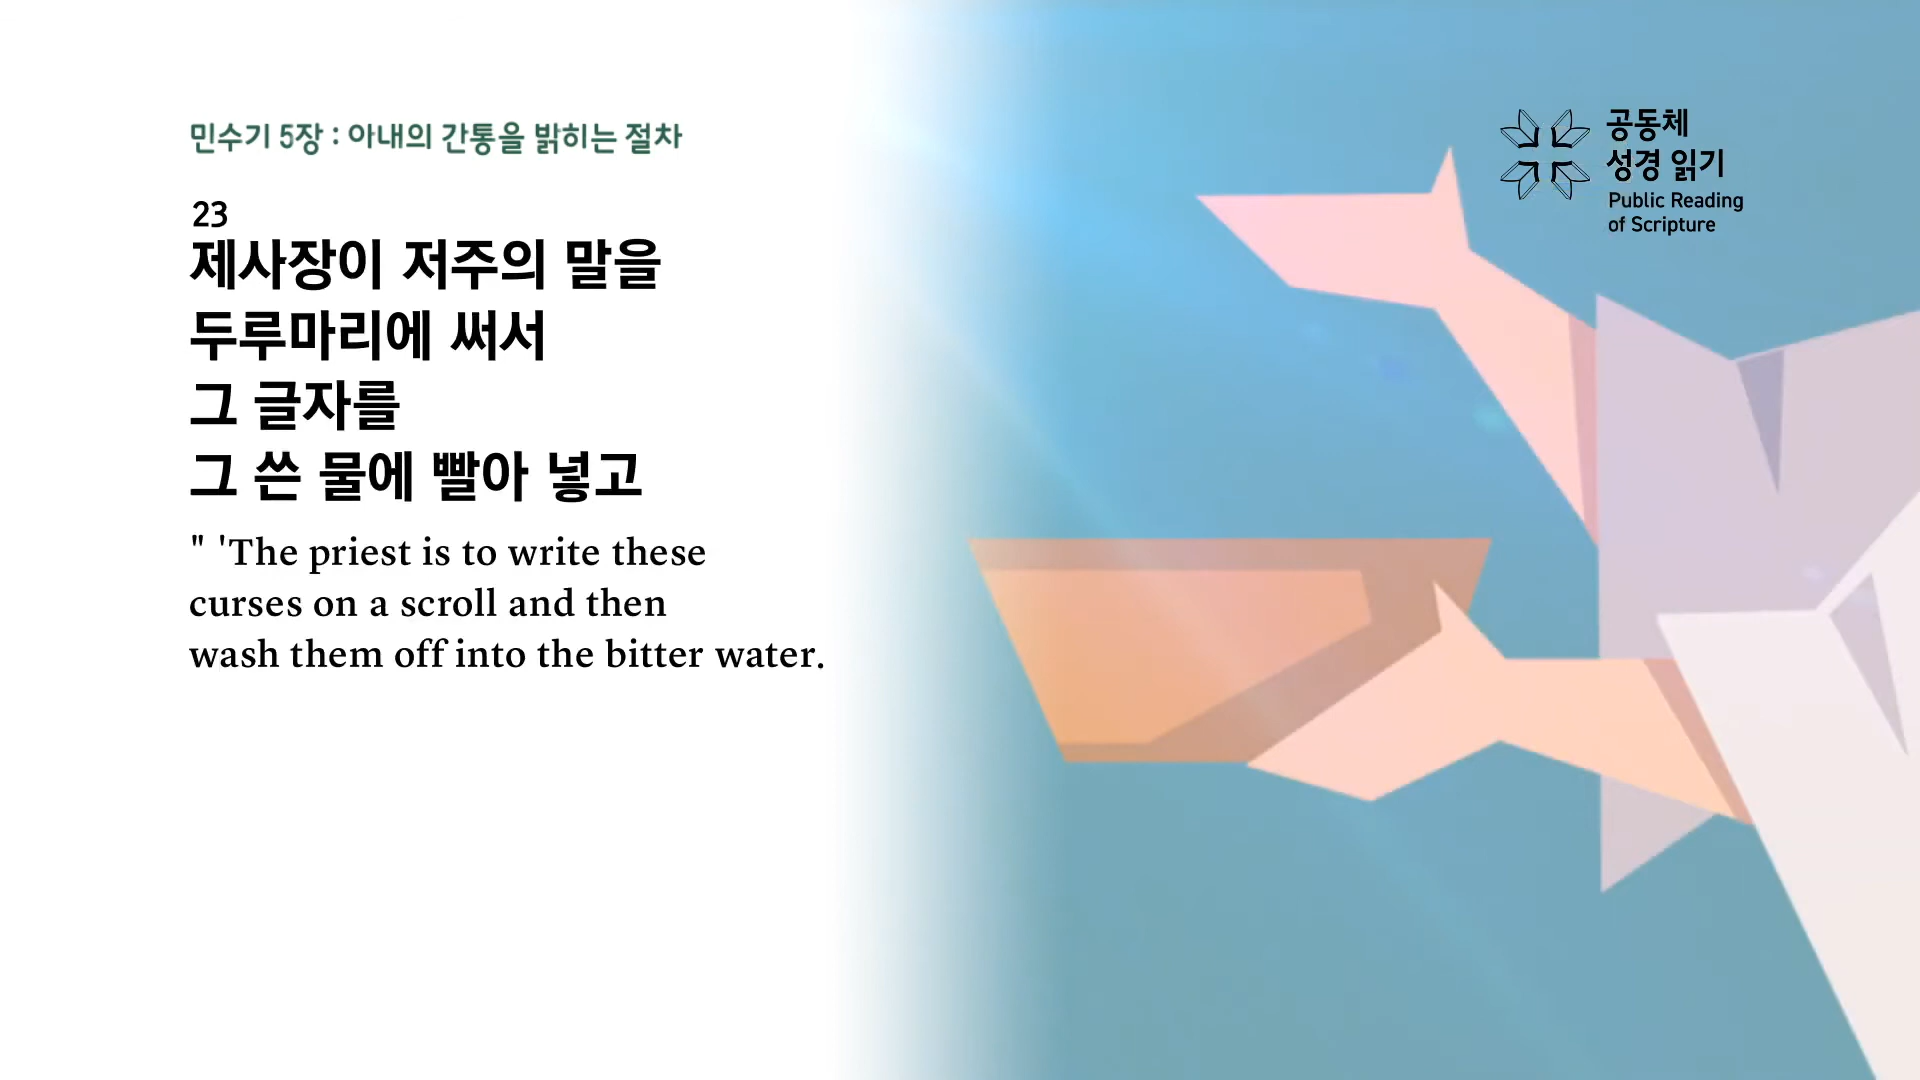 민수기 5장 : 아내의 간통을 밝히는 절차
23
제사장이 저주의 말을
두루마리에 써서
그 글자를
그 쓴 물에 빨아 넣고
" 'The priest is to write these
curses on a scroll and then
wash them off into the bitter water.
공동체
성경 읽기
Public Reading
of Scripture